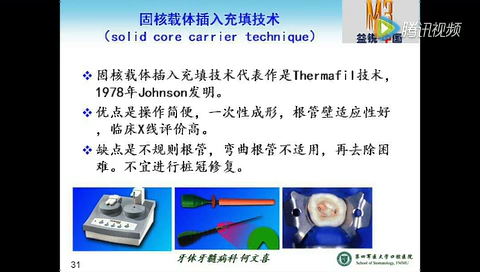 固核载体插入充填技术
（solid core carrier technique）
益锐 中国
腾讯视频
固核载体插入充填技术代表作是Thermafil技术，
1978年Johnson发明。
优点是操作简便，一次性成形，根管壁适应性好
，临床X线评价高。
缺点是不规则根管，弯曲根管不适用，再去除困
难。不宜进行桩冠修复。
31
牙体牙髓病科 何文喜
第四军医大学口腔医院
School of Stomatology, FMMU